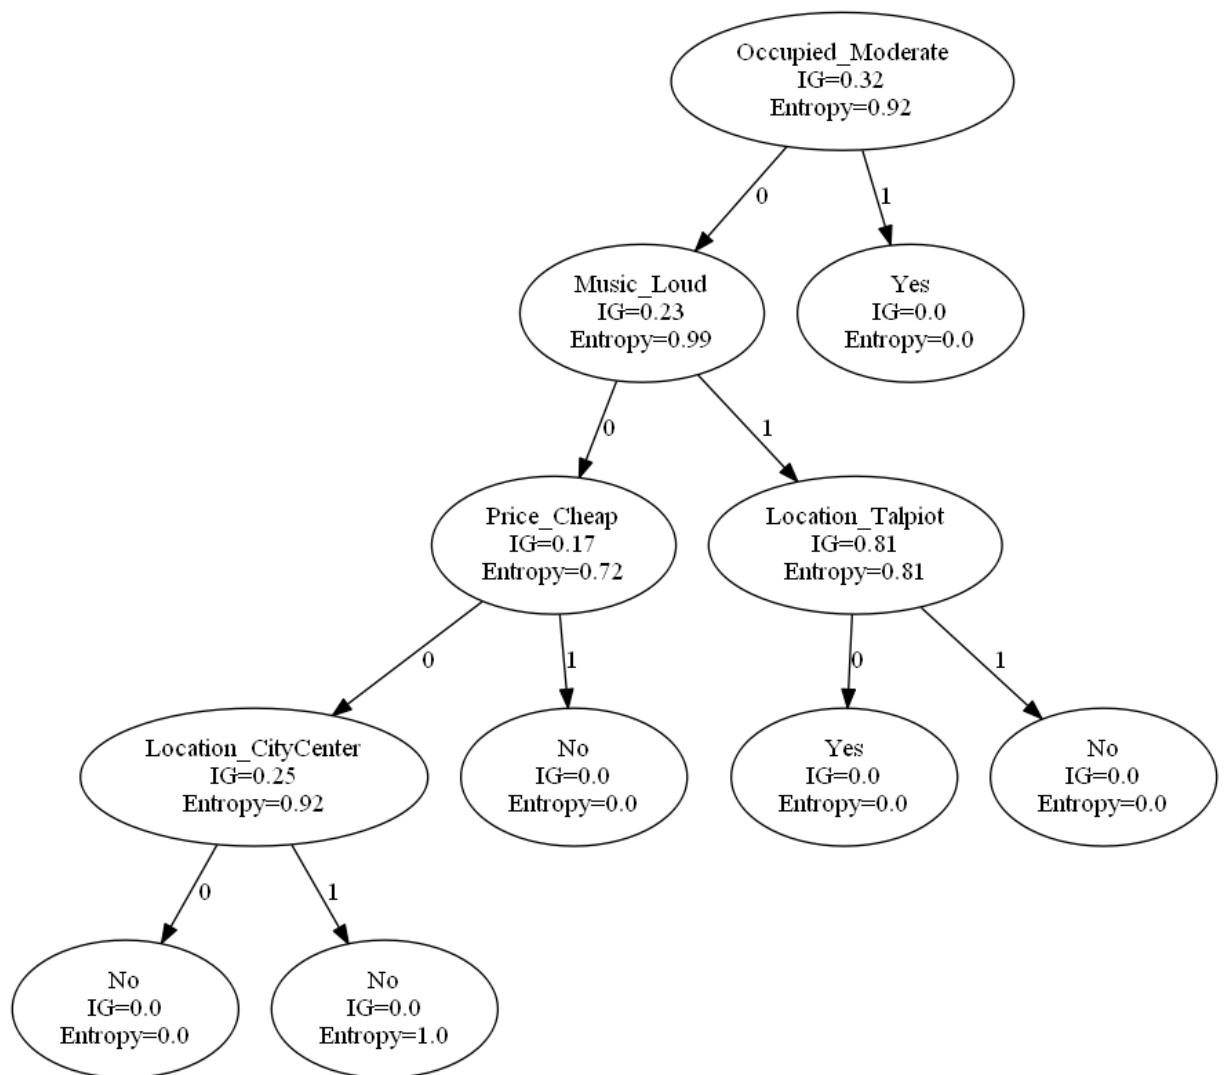 Occupied_Moderate
IG=0.32
Entropy=0.92
0
1
Music_Loud
IG=0.23
Entropy=0.99
Yes
IG=0.0
Entropy=0.0
0
1
Price_Cheap
IG=0.17
Entropy=0.72
Location_Talpiot
IG=0.81
Entropy=0.81
0
1
0
1
Location_CityCenter
IG=0.25
Entropy=0.92
No
IG=0.0
Entropy=0.0
Yes
IG=0.0
Entropy=0.0
No
IG=0.0
Entropy=0.0
0
1
No
IG=0.0
Entropy=0.0
No
IG=0.0
Entropy=1.0